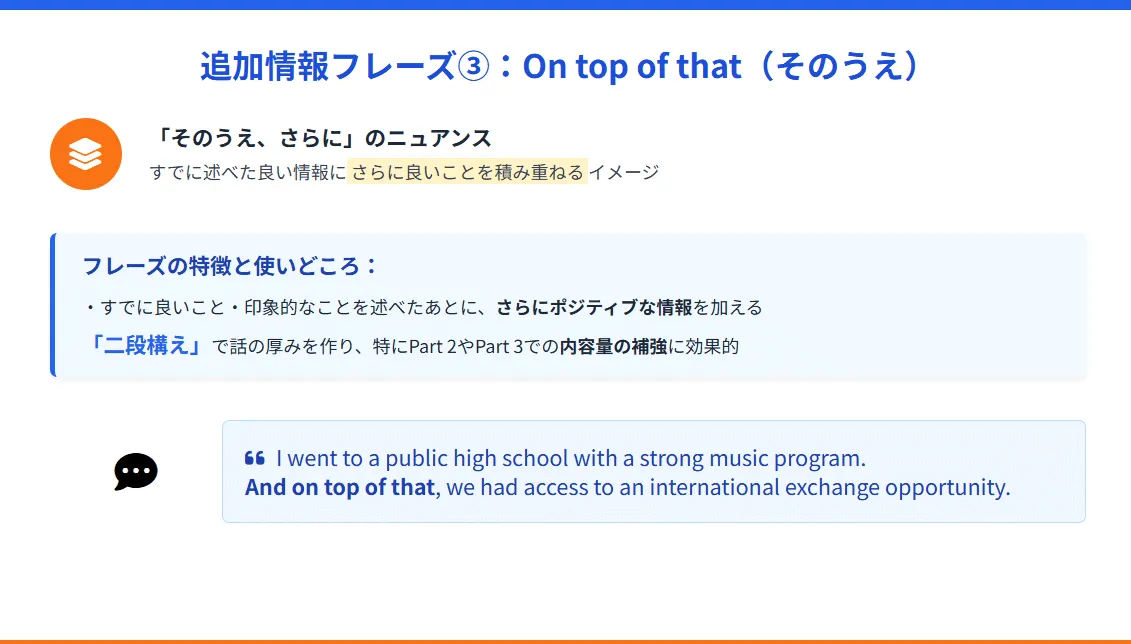 追加情報フレーズ③：On top of that（そのうえ）
「そのうえ、さらに」のニュアンス
すでに述べた良い情報にさらに良いことを積み重ねるイメージ
フレーズの特徴と使いどころ：
・すでに良いこと・印象的なことを述べたあとに、さらにポジティブな情報を加える
「二段構え」で話の厚みを作り、特にPart 2やPart 3での内容量の補強に効果的
❝ I went to a public high school with a strong music program.
And on top of that, we had access to an international exchange opportunity.